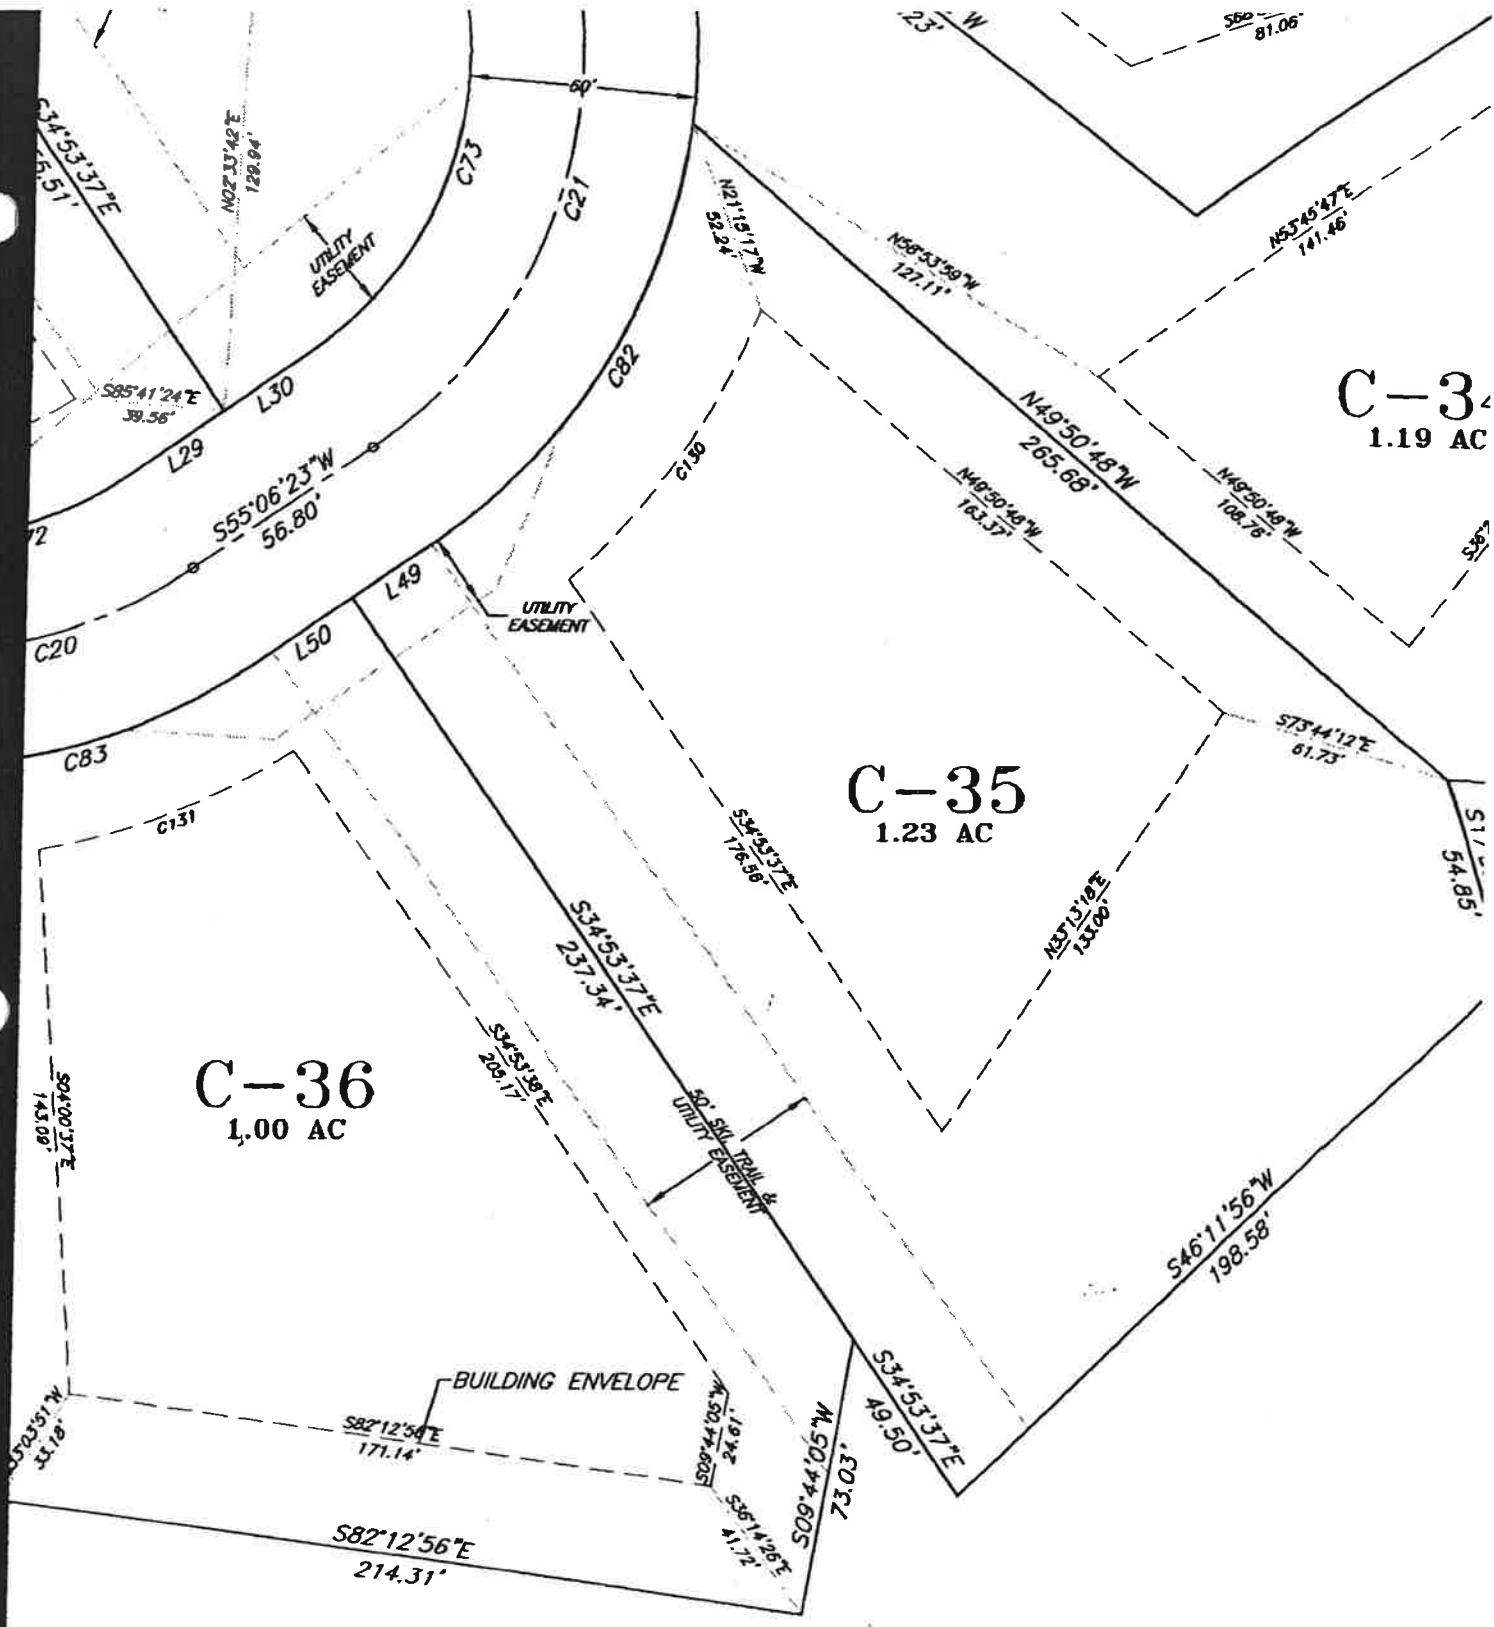 81.06'
60'
S34°53'37"E
N02°33'42"E
129.94'
C73
C21
UTILITY
EASEMENT
N21°15'17"W
52.24'
N58°53'59"W
127.11'
N53°45'47"E
141.46'
S85°41'24"E
39.56'
L30
L29
C82
C130
N49°50'48"W
265.68'
C-34
1.19 AC
N49°50'48"W
163.37'
N49°50'48"W
108.76'
S55°06'23"W
56.80'
C20
L49
L50
UTILITY
EASEMENT
C83
C131
S73°44'12"E
61.73'
C-35
1.23 AC
54.85'
S34°53'37"E
176.56'
N33°13'18"E
133.00'
S34°53'37"E
237.34'
C-36
1.00 AC
S34°53'38"E
205.17'
S04°00'37"E
143.09'
50' SKI, TRAIL &
UTILITY EASEMENT
S46°11'56"W
198.58'
BUILDING ENVELOPE
S82°12'56"E
171.14'
33.18'
S09°44'05"W
24.61'
S36°14'26"E
41.72'
S09°44'05"W
73.03'
S34°53'37"E
49.50'
S82°12'56"E
214.31'